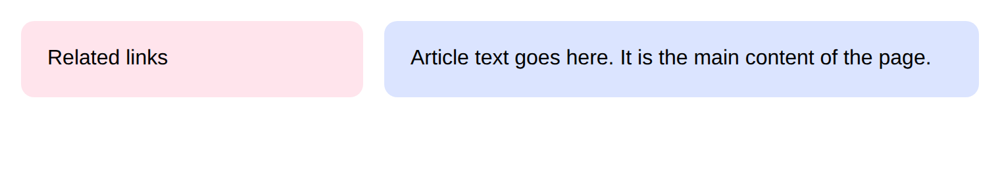 Related links
Article text goes here. It is the main content of the page.